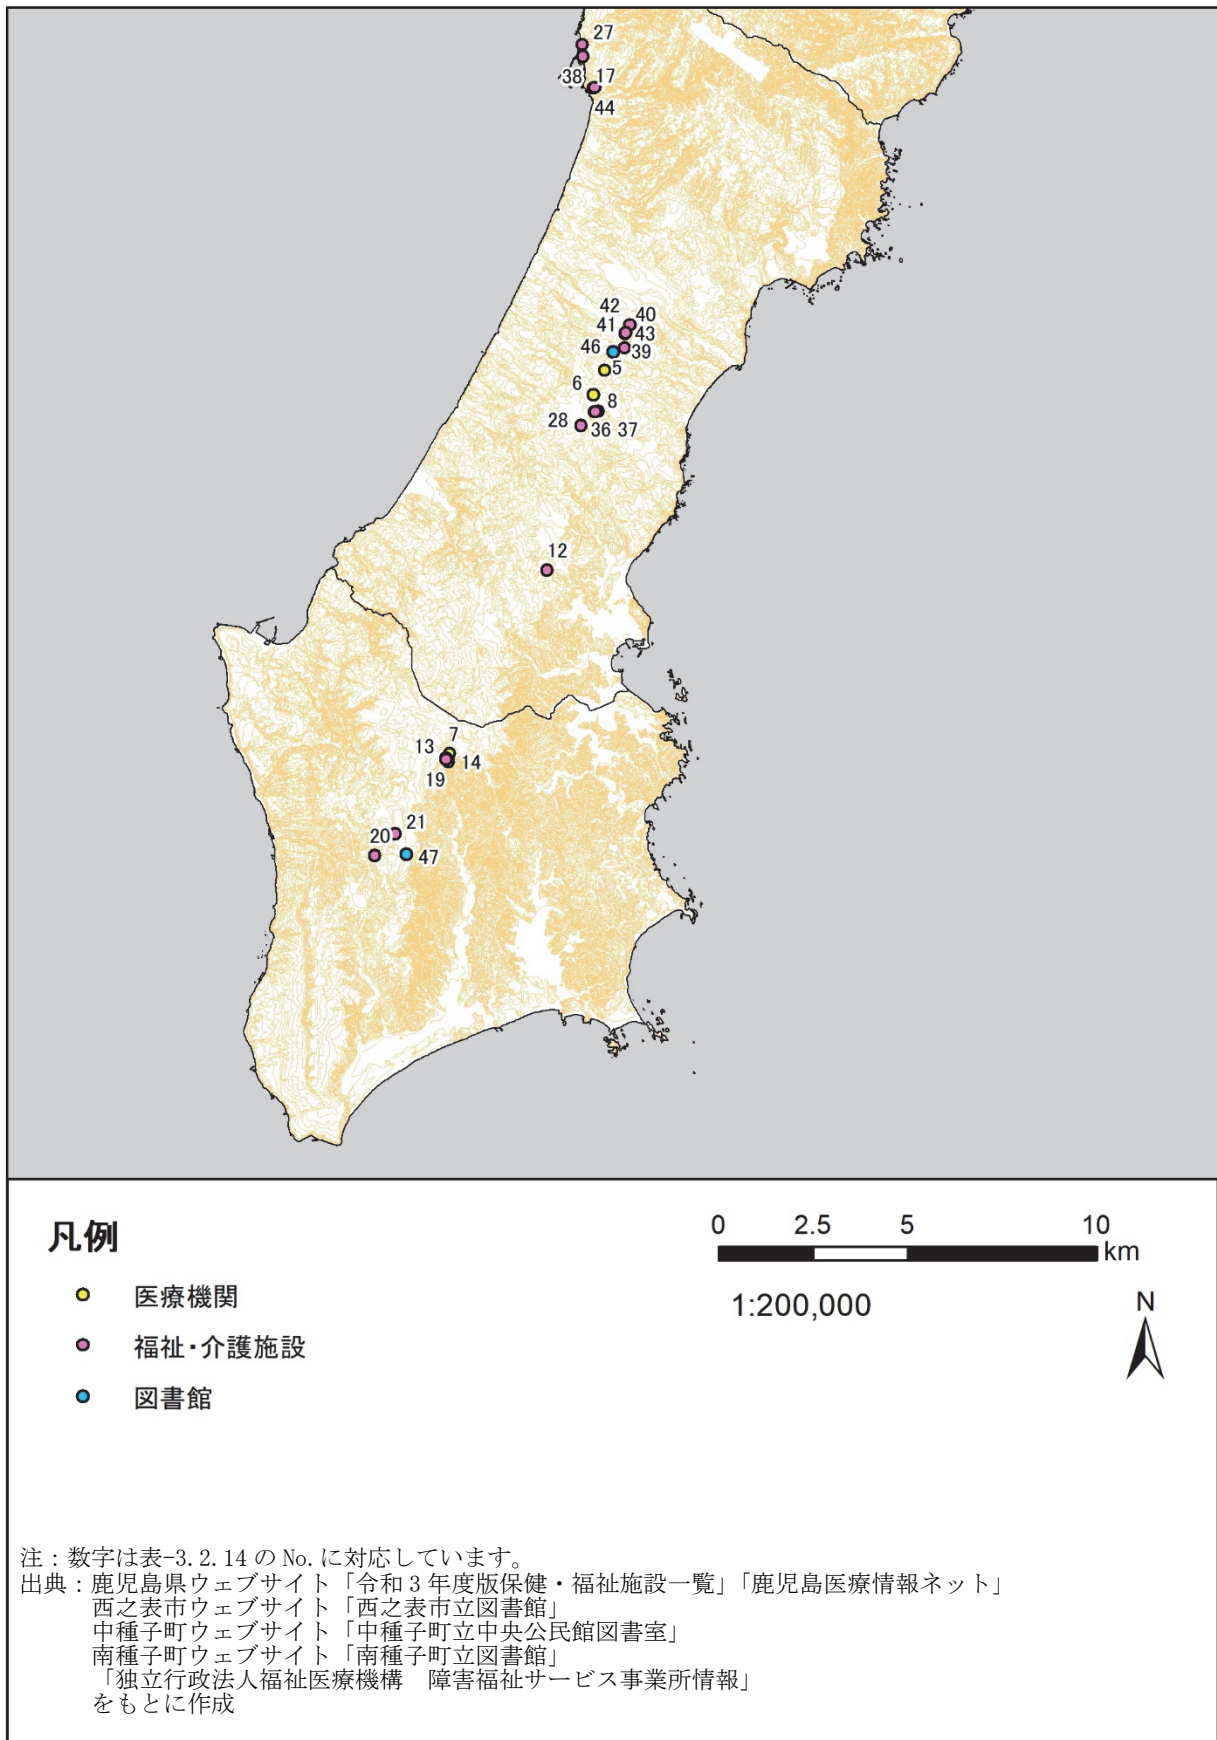 27
38 17
44
42
40
41 43
46 39
5
6
8
28 36 37
12
7
13
14
19
21
20
47
凡例
医療機関
福祉・介護施設
図書館
0 2.5 5 10
km
1:200,000
N
注：数字は表-3.2.14 の No.に対応しています。
出典：鹿児島県ウェブサイト「令和3年度版保健・福祉施設一覧」「鹿児島医療情報ネット」
西之表市ウェブサイト「西之表市立図書館」
中種子町ウェブサイト「中種子町立中央公民館図書室」
南種子町ウェブサイト「南種子町立図書館」
「独立行政法人福祉医療機構　障害福祉サービス事業所情報」
をもとに作成